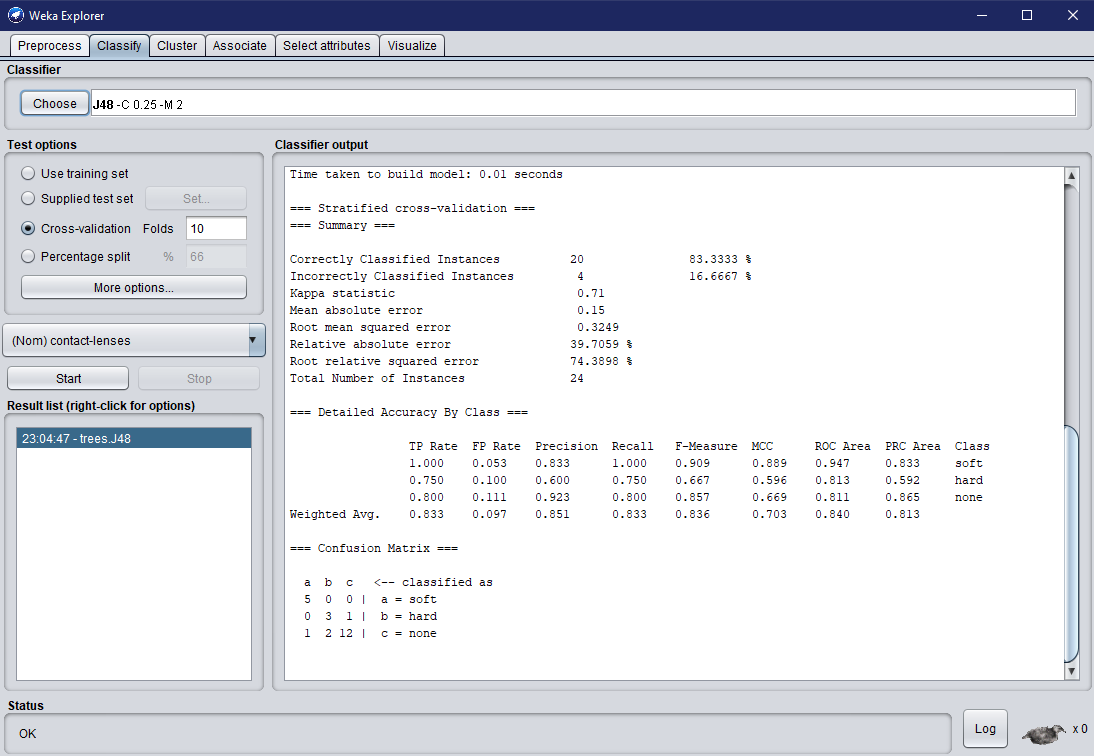 Weka Explorer
Preprocess Classify Cluster Associate Select attributes Visualize
Classifier
Choose J48 -C 0.25 -M 2
Test options
Use training set
Supplied test set Set...
Cross-validation Folds 10
Percentage split % 66
More options...
(Nom) contact-lenses
Start Stop
Result list (right-click for options)
23:04:47 - trees.J48
Classifier output
Time taken to build model: 0.01 seconds
=== Stratified cross-validation ===
=== Summary ===
Correctly Classified Instances 20 83.3333 %
Incorrectly Classified Instances 4 16.6667 %
Kappa statistic 0.71
Mean absolute error 0.15
Root mean squared error 0.3249
Relative absolute error 39.7059 %
Root relative squared error 74.3898 %
Total Number of Instances 24
=== Detailed Accuracy By Class ===
TP Rate FP Rate Precision Recall F-Measure MCC ROC Area PRC Area Class
1.000 0.053 0.833 1.000 0.909 0.889 0.947 0.833 soft
0.750 0.100 0.600 0.750 0.667 0.596 0.813 0.592 hard
0.800 0.111 0.923 0.800 0.857 0.669 0.811 0.865 none
Weighted Avg. 0.833 0.097 0.851 0.833 0.836 0.703 0.840 0.813
=== Confusion Matrix ===
a b c <-- classified as
5 0 0 | a = soft
0 3 1 | b = hard
1 2 12 | c = none
Status
OK
Log x 0